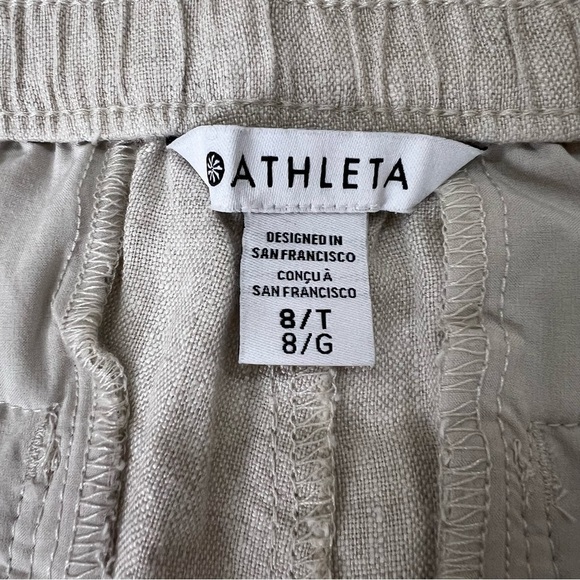 ATHLETA
DESIGNED IN
SAN FRANCISCO
CONÇU À
SAN FRANCISCO
8/T
8/G